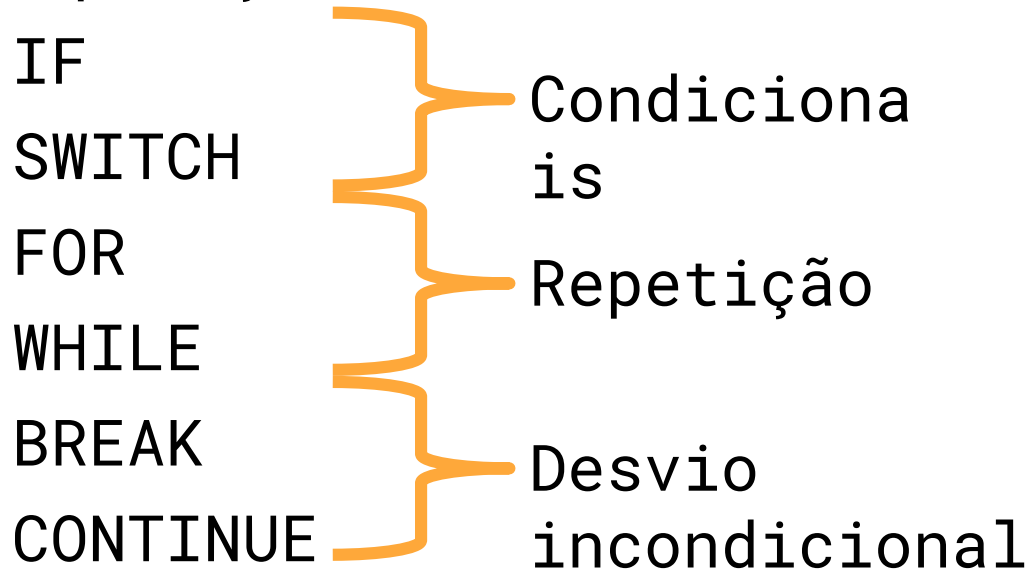 IF
SWITCH
FOR
WHILE
BREAK
CONTINUE
Condiciona
is
Repetição
Desvio
incondicional